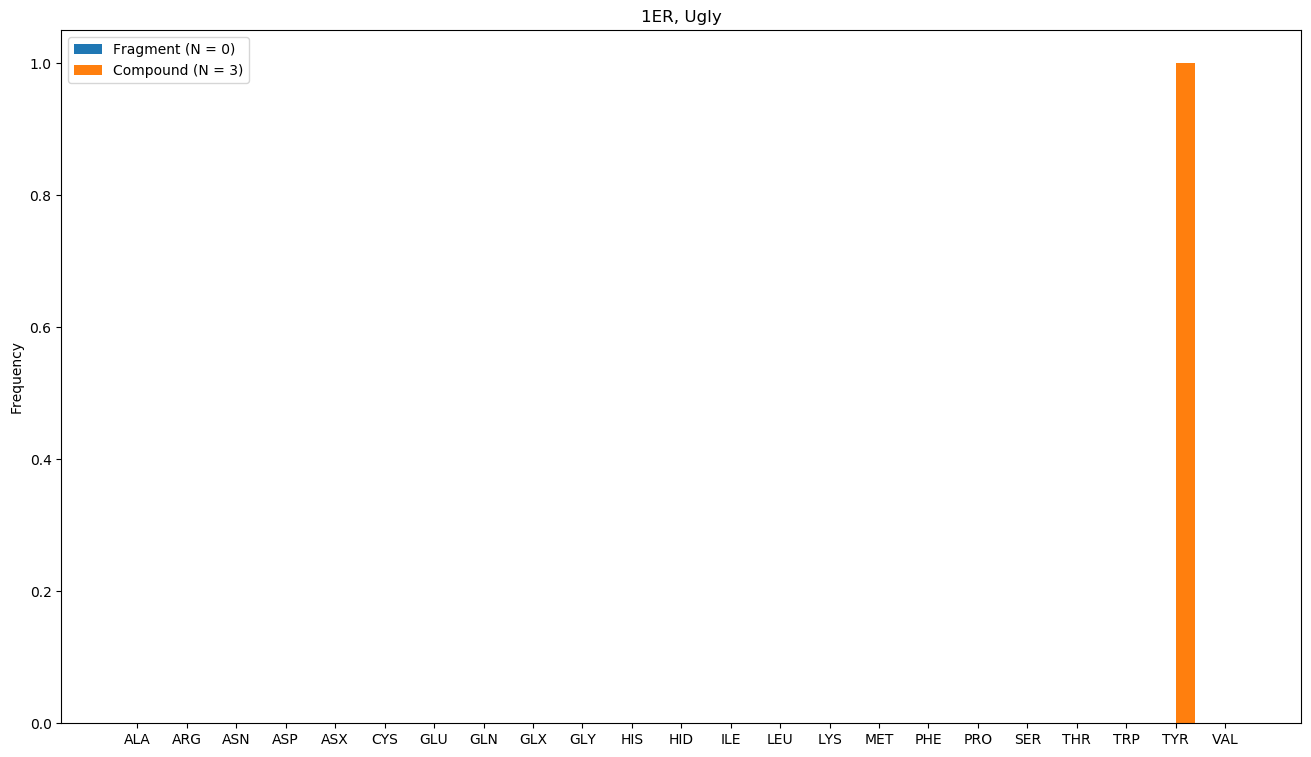 1ER, Ugly
Fragment (N = 0)
Compound (N = 3)
1.0
0.8
0.6
0.4
0.2
0.0
Frequency
ALA ARG ASN ASP ASX CYS GLU GLN GLX GLY HIS HID ILE LEU LYS MET PHE PRO SER THR TRP TYR VAL